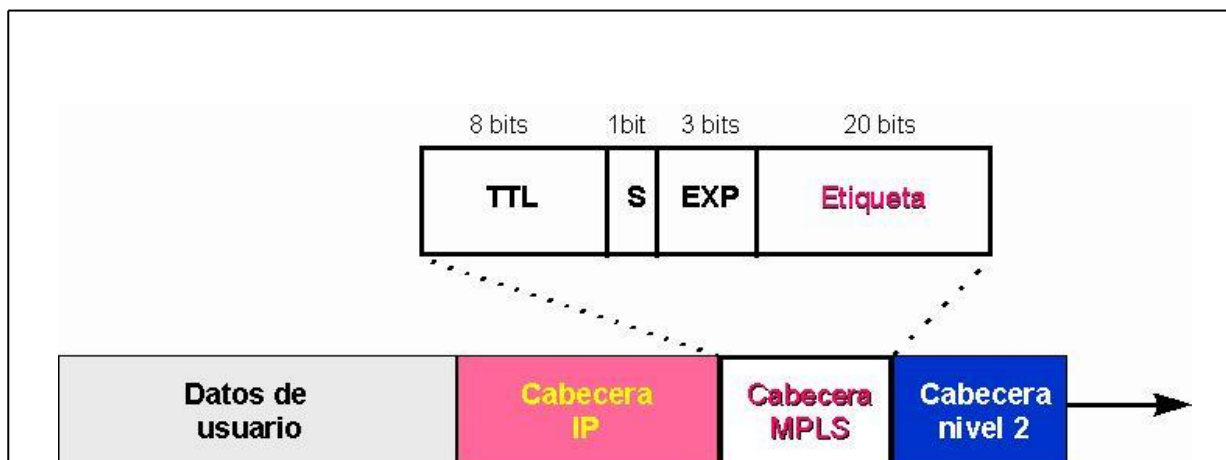 8 bits 1bit 3 bits 20 bits
TTL S EXP Etiqueta
Datos de usuario
Cabecera IP
Cabecera MPLS
Cabecera nivel 2